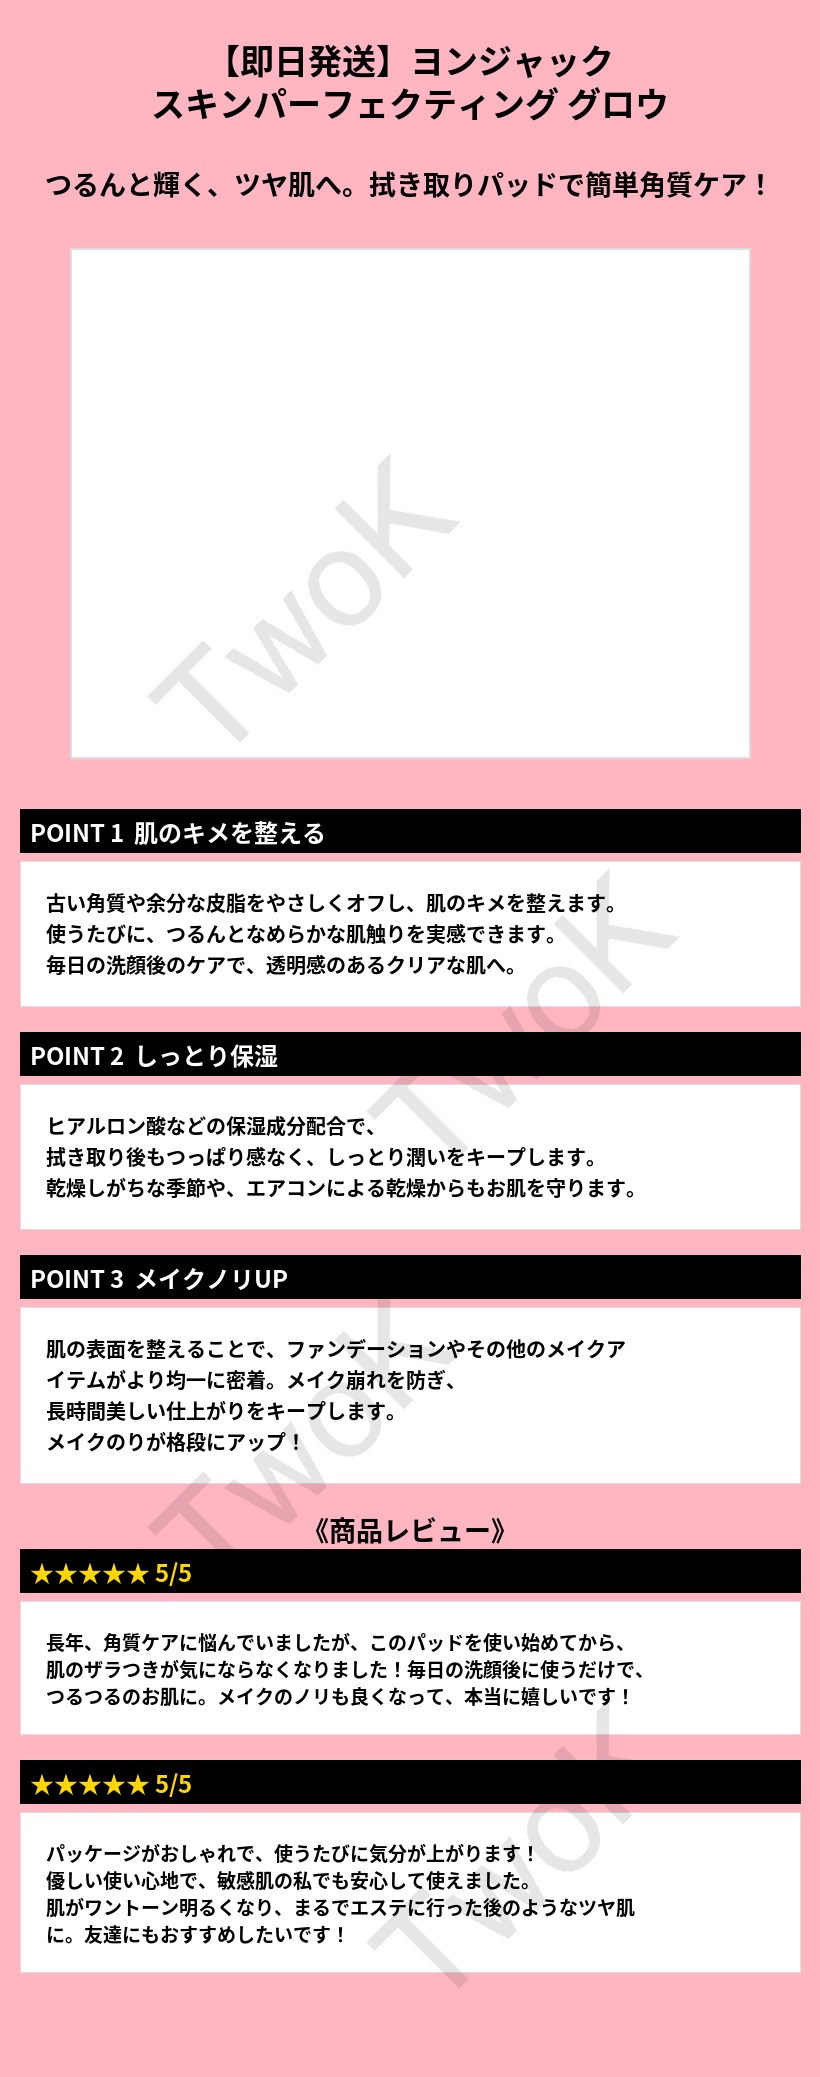 【即日発送】ヨンジャック
スキンパーフェクティング グロウ
つるんと輝く、ツヤ肌へ。拭き取りパッドで簡単角質ケア！
TwoK
POINT 1 肌のキメを整える
古い角質や余分な皮脂をやさしくオフし、肌のキメを整えます。
使うたびに、つるんとなめらかな肌触りを実感できます。
毎日の洗顔後のケアで、透明感のあるクリアな肌へ。
TwoK
POINT 2 しっとり保湿
ヒアルロン酸などの保湿成分配合で、
拭き取り後もつっぱり感なく、しっとり潤いをキープします。
乾燥しがちな季節や、エアコンによる乾燥からもお肌を守ります。
POINT 3 メイクノリUP
肌の表面を整えることで、ファンデーションやその他のメイクア
イテムがより均一に密着。メイク崩れを防ぎ、
長時間美しい仕上がりをキープします。
メイクのりが格段にアップ！
TwoK
《商品レビュー》
★★★★★ 5/5
長年、角質ケアに悩んでいましたが、このパッドを使い始めてから、
肌のザラつきが気にならなくなりました！毎日の洗顔後に使うだけで、
つるつるのお肌に。メイクのノリも良くなって、本当に嬉しいです！
★★★★★ 5/5
パッケージがおしゃれで、使うたびに気分が上がります！
優しい使い心地で、敏感肌の私でも安心して使えました。
肌がワントーン明るくなり、まるでエステに行った後のようなツヤ肌
に。友達にもおすすめしたいです！
TwoK